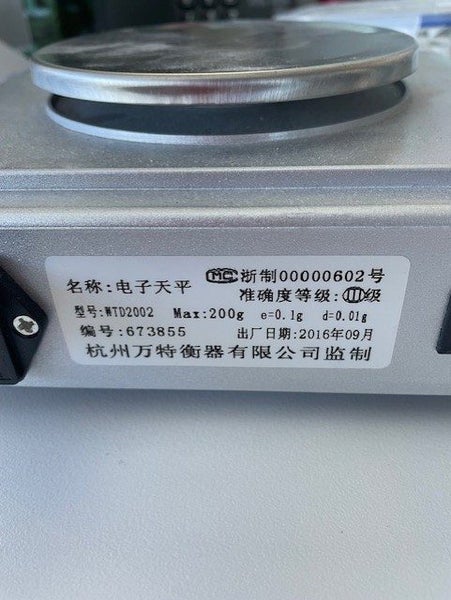 名称:电子天平
MC 浙制00000602号
准确度等级:Ⅲ级
型号:WTD2002 Max:200g e=0.1g d=0.01g
编号:673855 出厂日期:2016年09月
杭州万特衡器有限公司监制